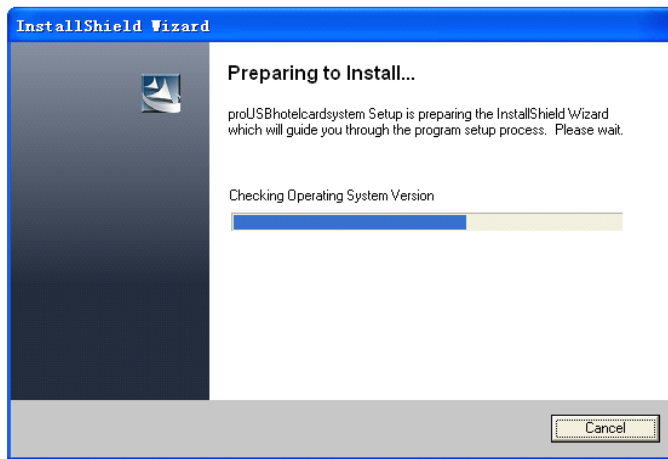 InstallShield Wizard
Preparing to Install...
proUSBhotelcardsystem Setup is preparing the InstallShield Wizard
which will guide you through the program setup process. Please wait.
Checking Operating System Version
Cancel